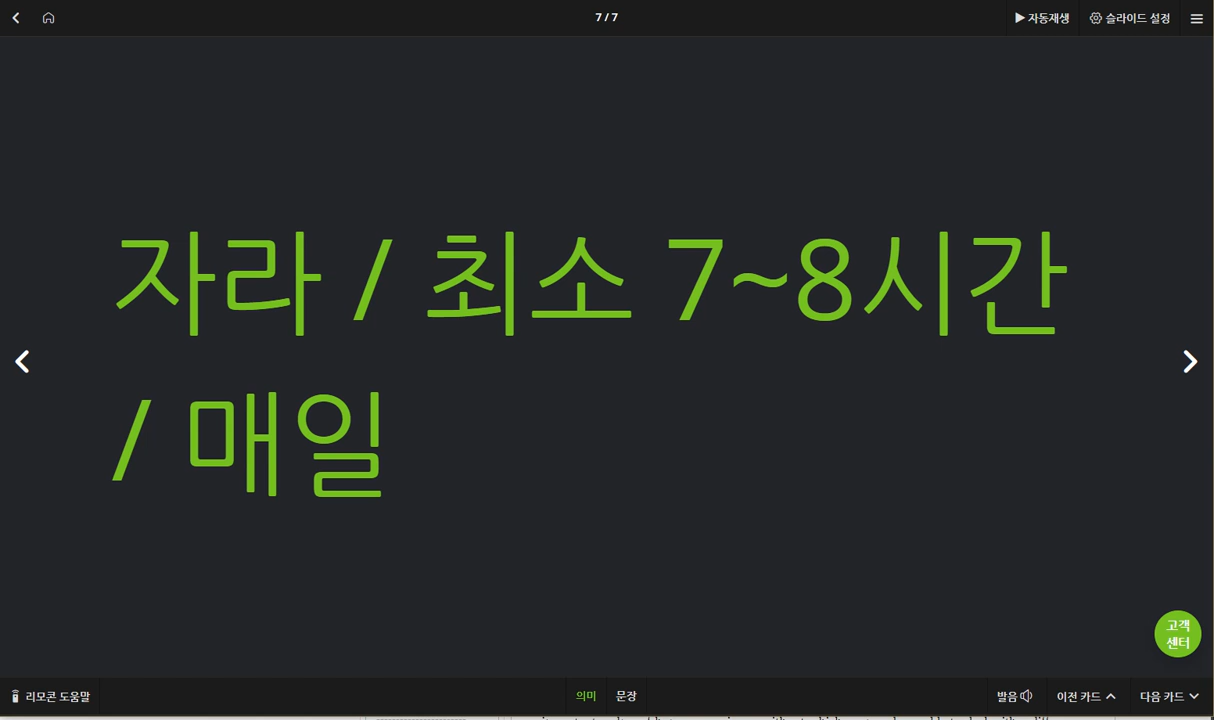 7 / 7
자동재생
슬라이드 설정
자라 / 최소 7~8시간
/ 매일
고객
센터
리모콘 도움말
의미
문장
발음
이전 카드
다음 카드